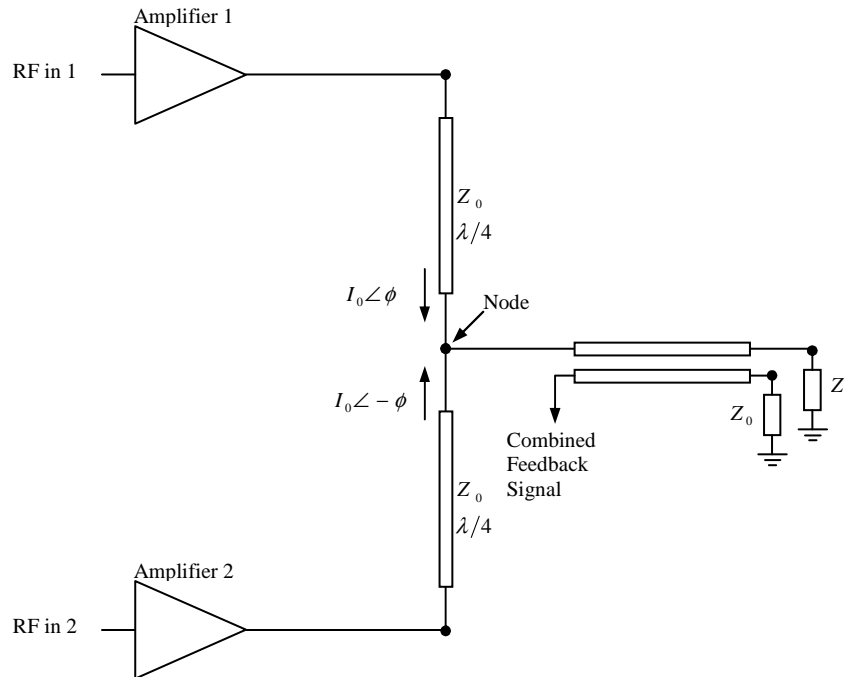 Amplifier 1
RF in 1
Z₀
λ/4
I₀∠ϕ
Node
I₀∠−ϕ
Z
Z₀
Combined
Feedback
Signal
Z₀
λ/4
Amplifier 2
RF in 2